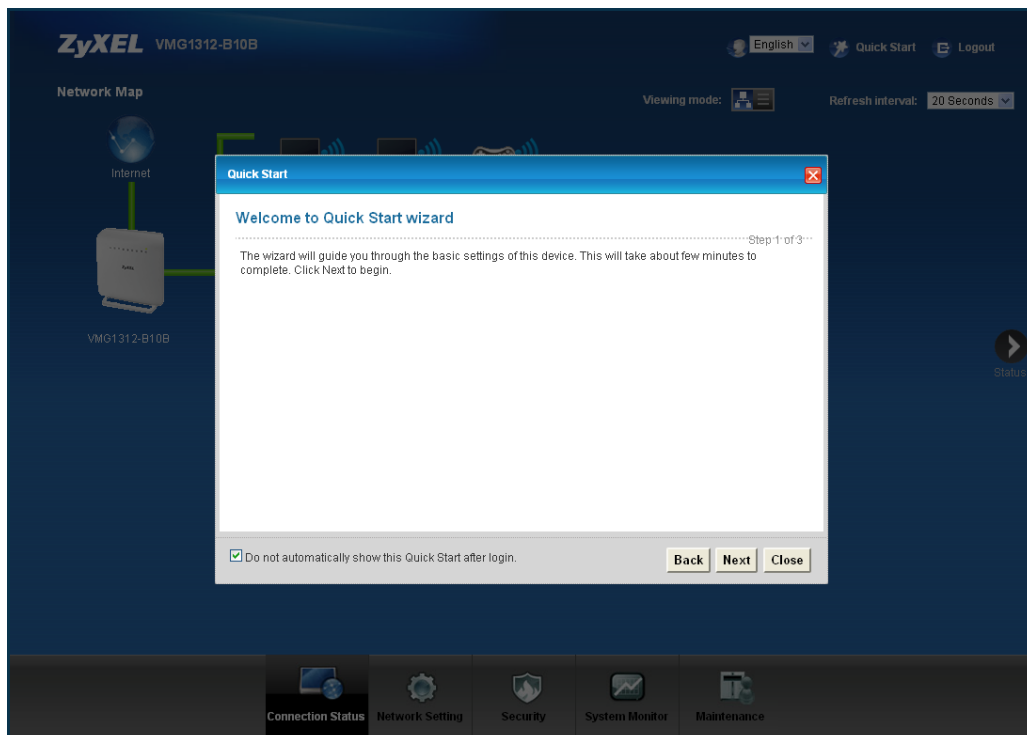 ZyXEL VMG1312-B10B
English
Quick Start
Logout
Network Map
Viewing mode:
Refresh interval:
20 Seconds
Internet
Quick Start
Welcome to Quick Start wizard
Step 1 of 3
The wizard will guide you through the basic settings of this device. This will take about few minutes to
complete. Click Next to begin.
VMG1312-B10B
Status
Do not automatically show this Quick Start after login.
Back
Next
Close
Connection Status
Network Setting
Security
System Monitor
Maintenance